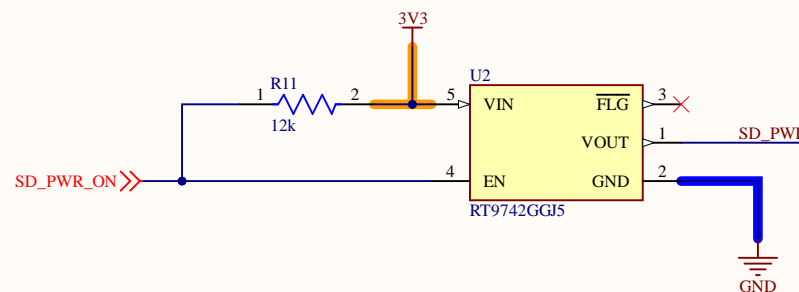 3V3
U2
R11
1
2
5
VIN
FLG
3
12k
VOUT
1
SD_PWR
SD_PWR_ON
4
EN
GND
2
RT9742GGJ5
GND